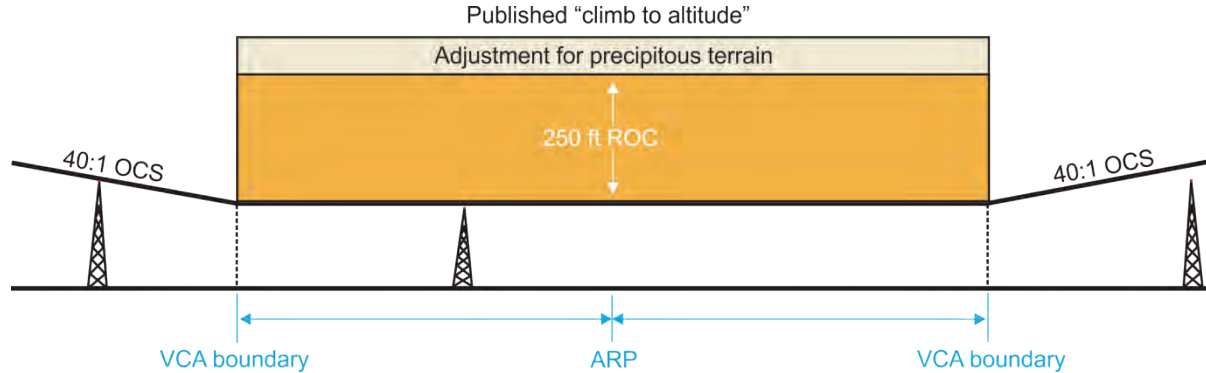 Published “climb to altitude”
Adjustment for precipitous terrain
250 ft ROC
40:1 OCS
40:1 OCS
VCA boundary
ARP
VCA boundary